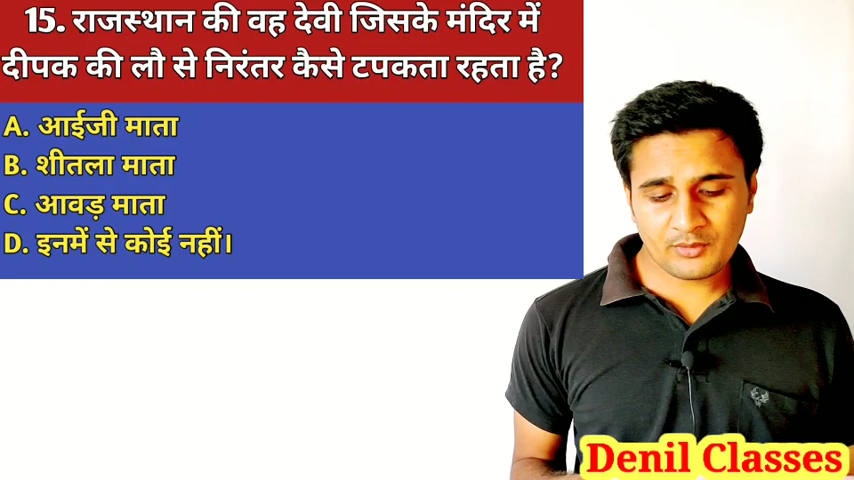 15. राजस्थान की वह देवी जिसके मंदिर में
दीपक की लौ से निरंतर कैसे टपकता रहता है?
A. आईजी माता
B. शीतला माता
C. आवड़ माता
D. इनमें से कोई नहीं।
Denil Classes